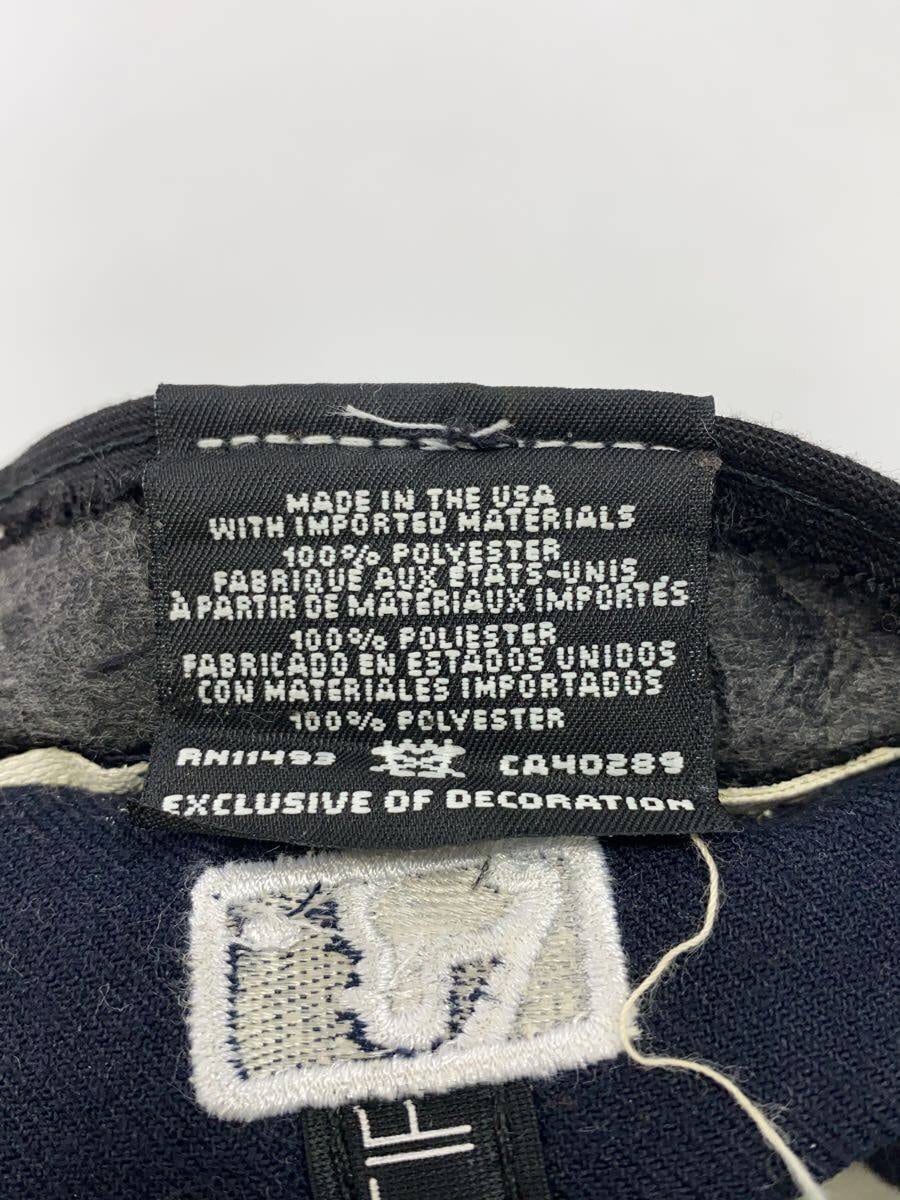 MADE IN THE USA
WITH IMPORTED MATERIALS
100% POLYESTER
FABRIQUÉ AUX ÉTATS-UNIS
À PARTIR DE MATÉRIAUX IMPORTÉS
100% POLIESTER
FABRICADO EN ESTADOS UNIDOS
CON MATERIALES IMPORTADOS
100% POLYESTER
RN11493 CA40289
EXCLUSIVE OF DECORATION